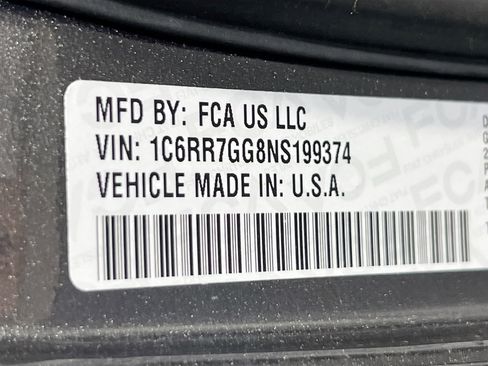 MFD BY: FCA US LLC
VIN: 1C6RR7GG8NS199374
VEHICLE MADE IN: U.S.A.